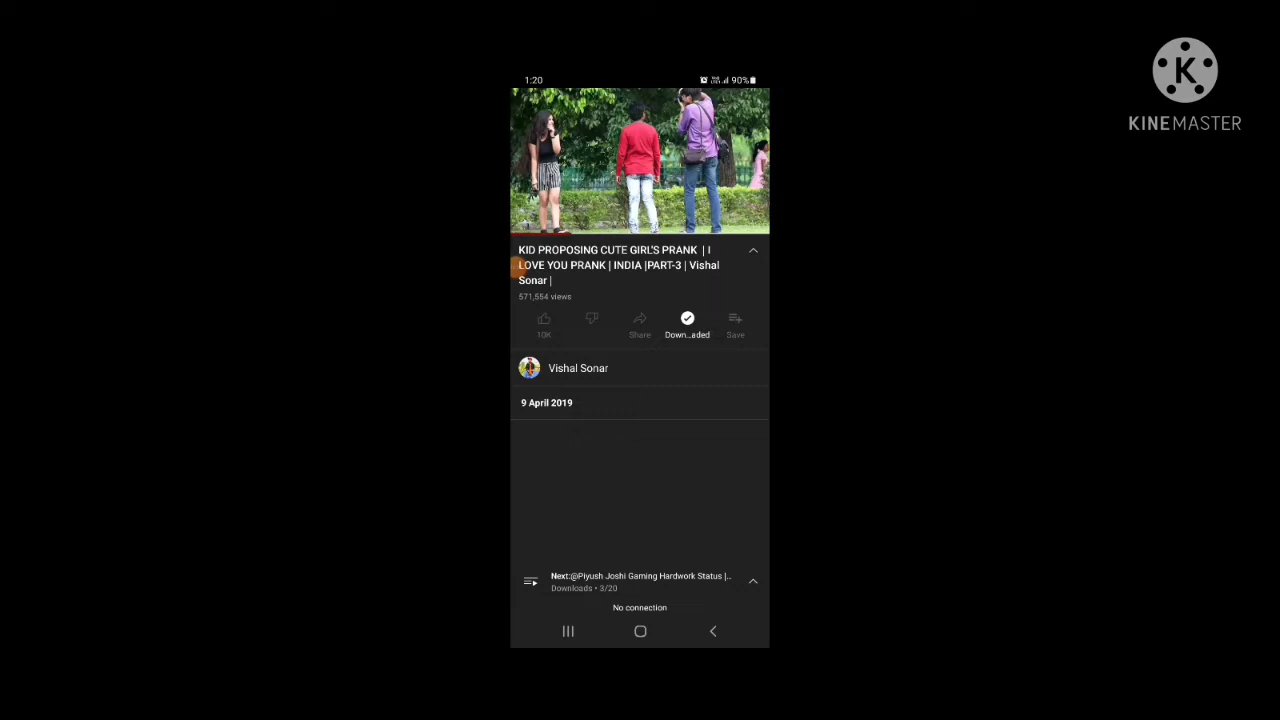 1:20
90%
KINEMASTER
KID PROPOSING CUTE GIRL'S PRANK | I
LOVE YOU PRANK | INDIA |PART-3 | Vishal
Sonar |
571,554 views
10K
Share
Down...aded
Save
Vishal Sonar
9 April 2019
Next:@Piyush Joshi Gaming Hardwork Status |...
Downloads • 3/20
No connection